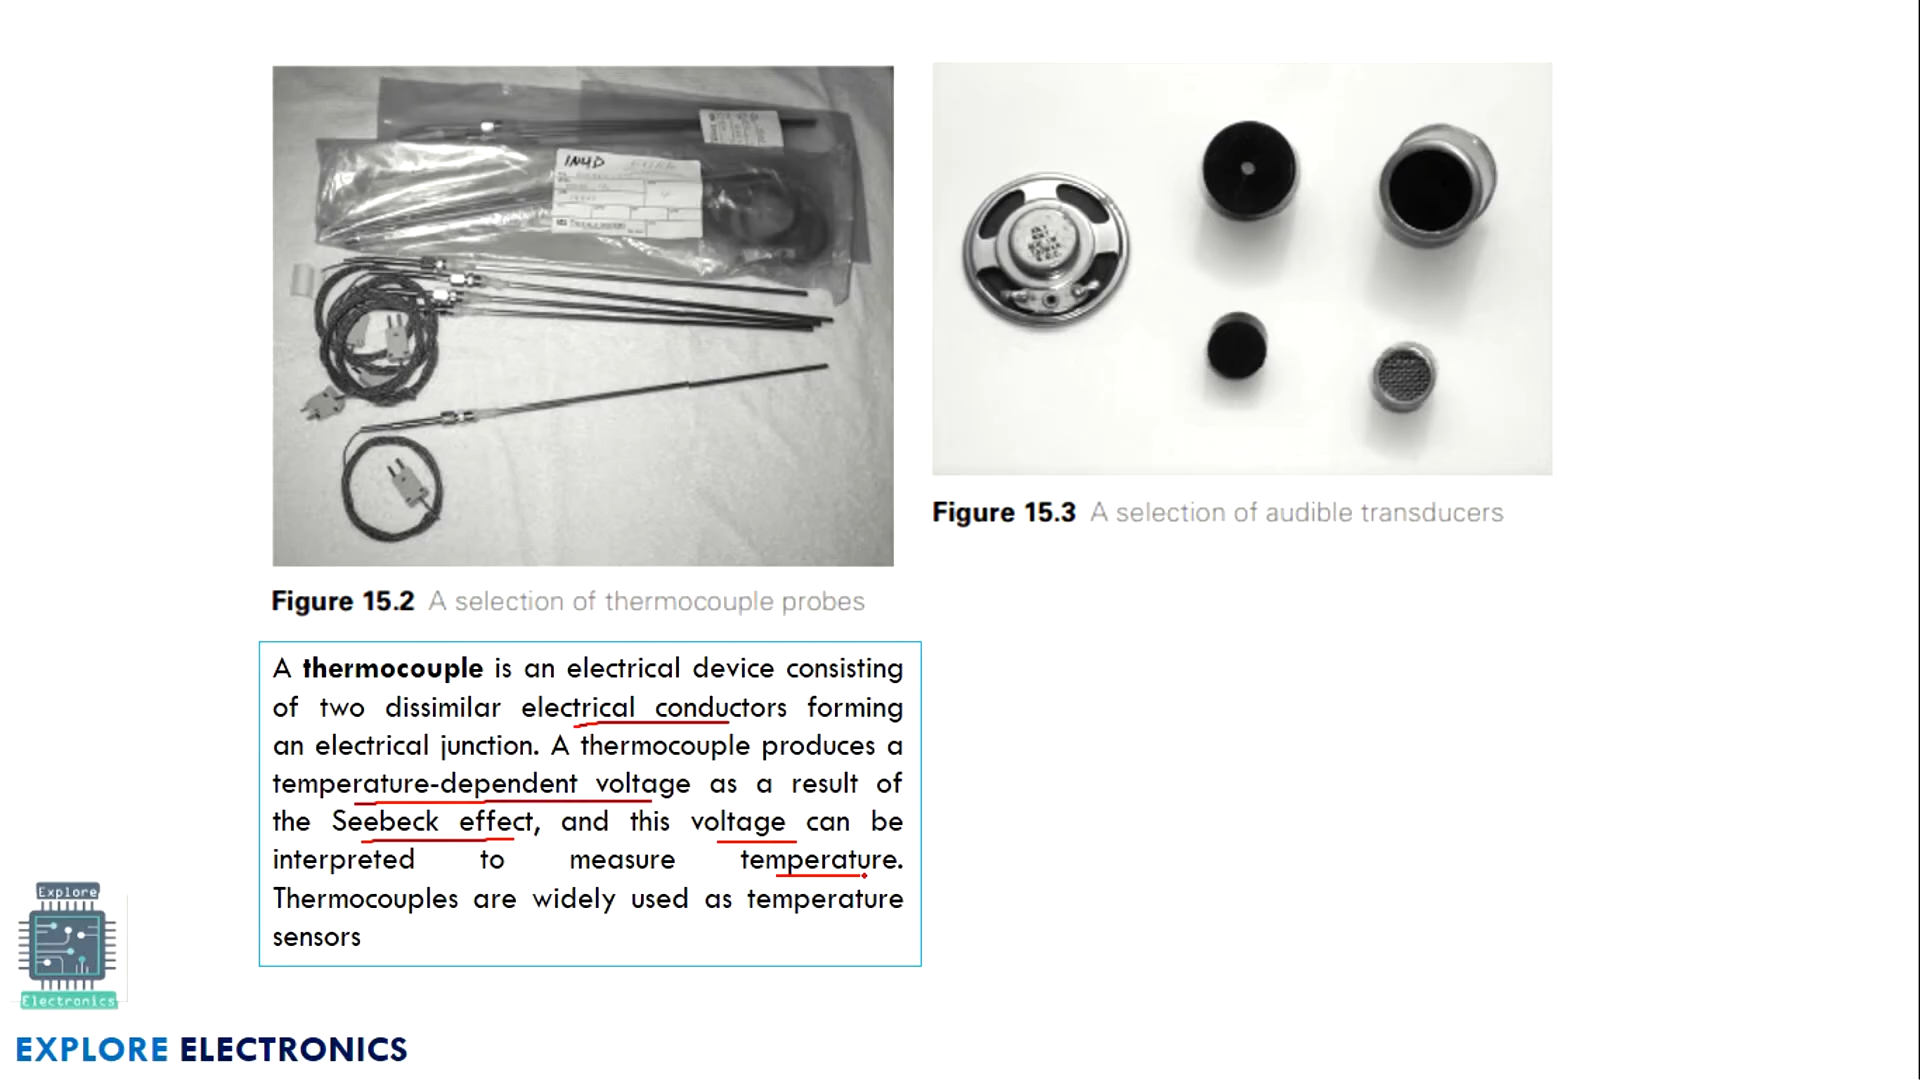 IN4D
Figure 15.3 A selection of audible transducers
Figure 15.2 A selection of thermocouple probes
A thermocouple is an electrical device consisting
of two dissimilar electrical conductors forming
an electrical junction. A thermocouple produces a
temperature-dependent voltage as a result of
the Seebeck effect, and this voltage can be
interpreted to measure temperature.
Thermocouples are widely used as temperature
sensors
Explore
Electronics
EXPLORE ELECTRONICS